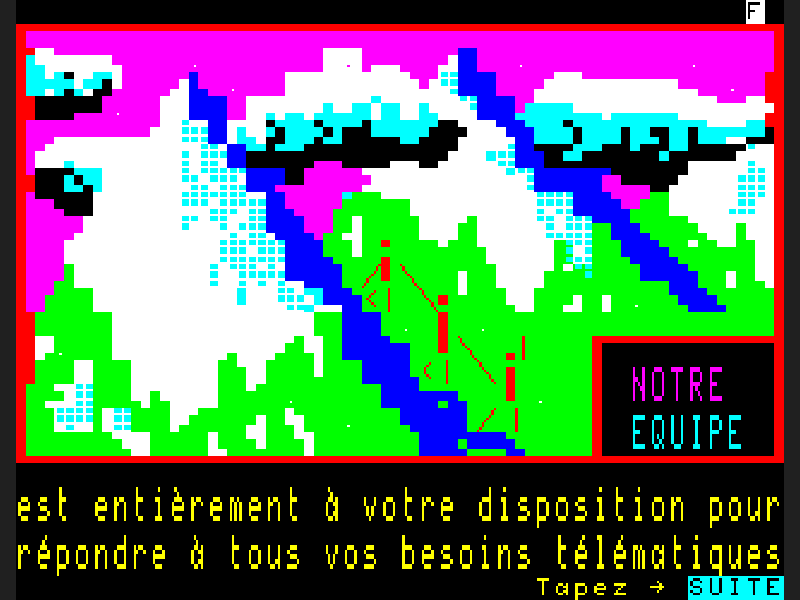 F
NOTRE
EQUIPE
est entièrement à votre disposition pour
répondre à tous vos besoins télématiques
Tapez → SUITE